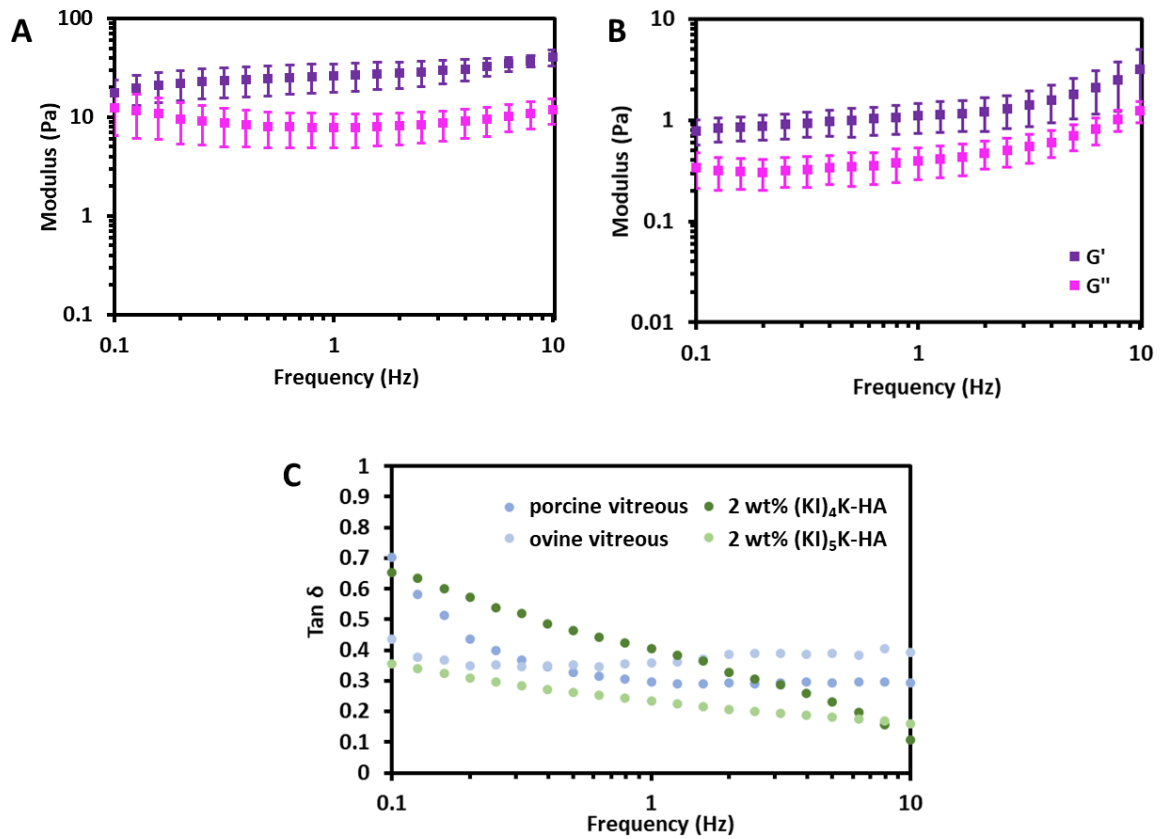 A
100
10
1
0.1
Modulus (Pa)
0.1
1
10
Frequency (Hz)
B
10
1
0.1
0.01
Modulus (Pa)
G'
G"
0.1
1
10
Frequency (Hz)
C
1
0.9
0.8
0.7
0.6
0.5
0.4
0.3
0.2
0.1
0
Tan δ
porcine vitreous
2 wt% (KI)₄K-HA
ovine vitreous
2 wt% (KI)₅K-HA
0.1
1
10
Frequency (Hz)